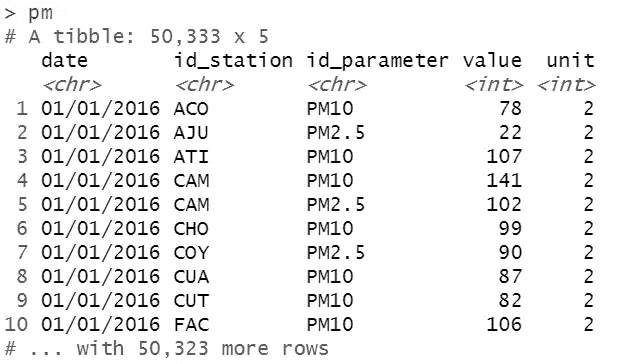 > pm
# A tibble: 50,333 x 5
   date       id_station id_parameter value  unit
   <chr>      <chr>      <chr>        <int> <int>
 1 01/01/2016 ACO        PM10            78     2
 2 01/01/2016 AJU        PM2.5           22     2
 3 01/01/2016 ATI        PM10           107     2
 4 01/01/2016 CAM        PM10           141     2
 5 01/01/2016 CAM        PM2.5          102     2
 6 01/01/2016 CHO        PM10            99     2
 7 01/01/2016 COY        PM2.5           90     2
 8 01/01/2016 CUA        PM10            87     2
 9 01/01/2016 CUT        PM10            82     2
10 01/01/2016 FAC        PM10           106     2
# ... with 50,323 more rows